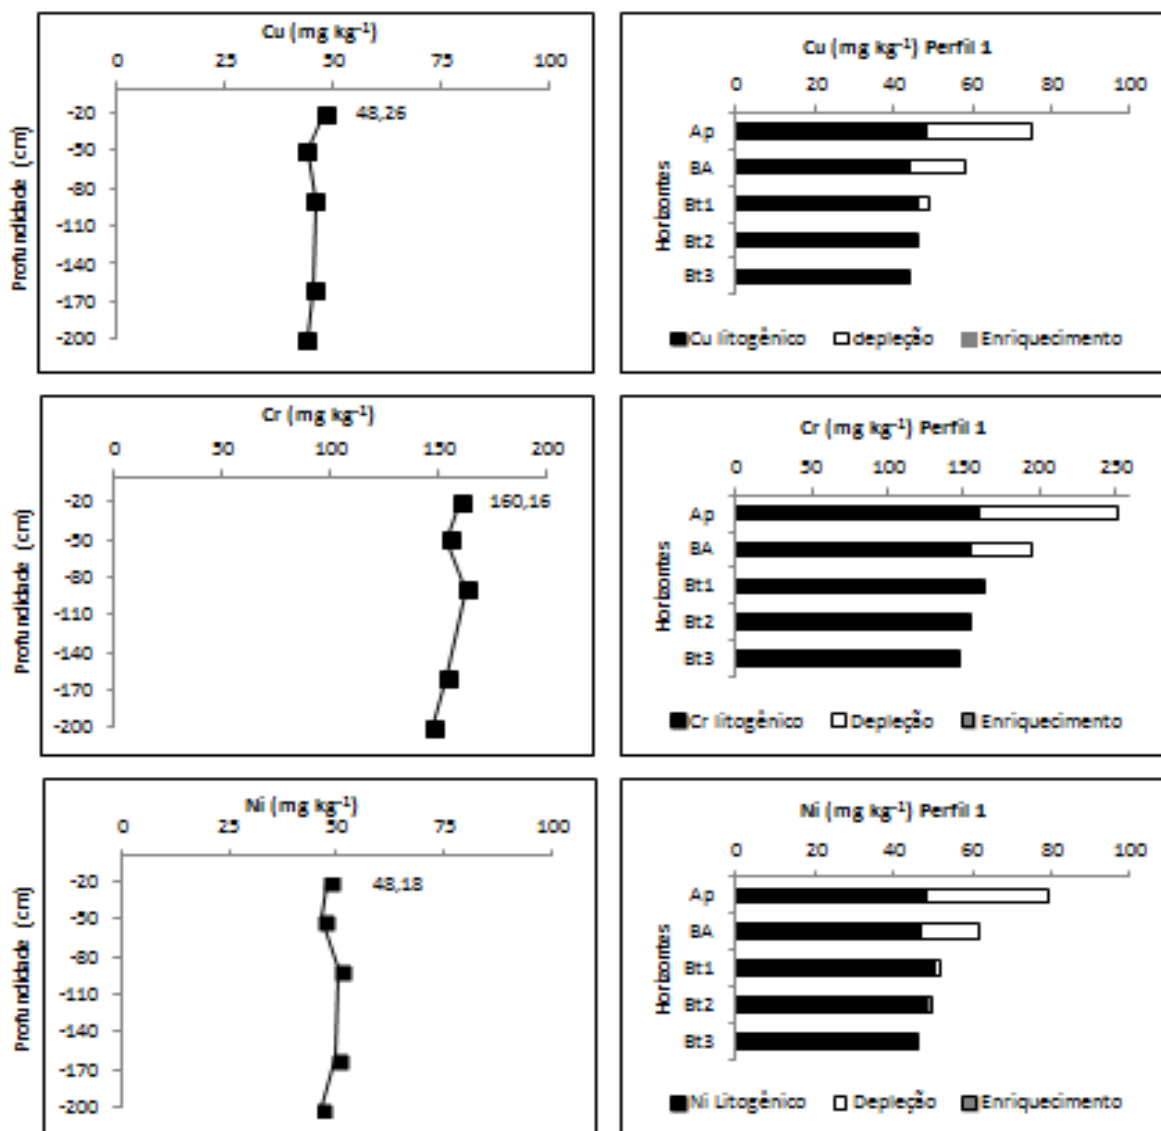 Cu (mg kg⁻¹)
0 25 50 75 100
Profundidade (cm)
-20
-50
-80
-110
-140
-170
-200
48,26
Cu (mg kg⁻¹) Perfil 1
0 20 40 60 80 100
Horizontes
Ap
BA
Bt1
Bt2
Bt3
Cu litogênico depleção Enriquecimento
Cr (mg kg⁻¹)
0 50 100 150 200
Profundidade (cm)
-20
-50
-80
-110
-140
-170
-200
160,16
Cr (mg kg⁻¹) Perfil 1
0 50 100 150 200 250
Horizontes
Ap
BA
Bt1
Bt2
Bt3
Cr litogênico Depleção Enriquecimento
Ni (mg kg⁻¹)
0 25 50 75 100
Profundidade (cm)
-20
-50
-80
-110
-140
-170
-200
48,18
Ni (mg kg⁻¹) Perfil 1
0 20 40 60 80 100
Horizontes
Ap
BA
Bt1
Bt2
Bt3
Ni Litogênico Depleção Enriquecimento